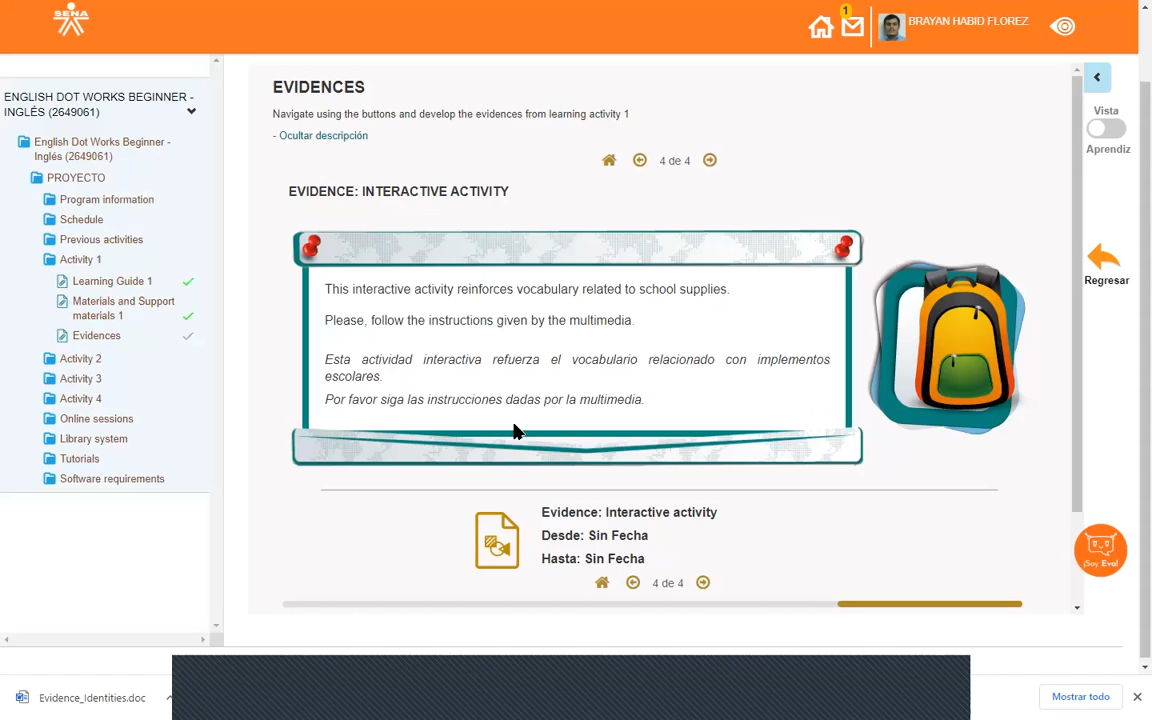 SENA
1
BRAYAN HABID FLOREZ
ENGLISH DOT WORKS BEGINNER -
INGLÉS (2649061)
English Dot Works Beginner -
Inglés (2649061)
PROYECTO
Program information
Schedule
Previous activities
Activity 1
Learning Guide 1
Materials and Support
materials 1
Evidences
Activity 2
Activity 3
Activity 4
Online sessions
Library system
Tutorials
Software requirements
EVIDENCES
Navigate using the buttons and develop the evidences from learning activity 1
- Ocultar descripción
4 de 4
EVIDENCE: INTERACTIVE ACTIVITY
This interactive activity reinforces vocabulary related to school supplies.
Please, follow the instructions given by the multimedia.
Esta actividad interactiva refuerza el vocabulario relacionado con implementos
escolares.
Por favor siga las instrucciones dadas por la multimedia.
Evidence: Interactive activity
Desde: Sin Fecha
Hasta: Sin Fecha
4 de 4
Vista
Aprendiz
Regresar
¡Soy Eva!
Evidence_Identities.doc
Mostrar todo